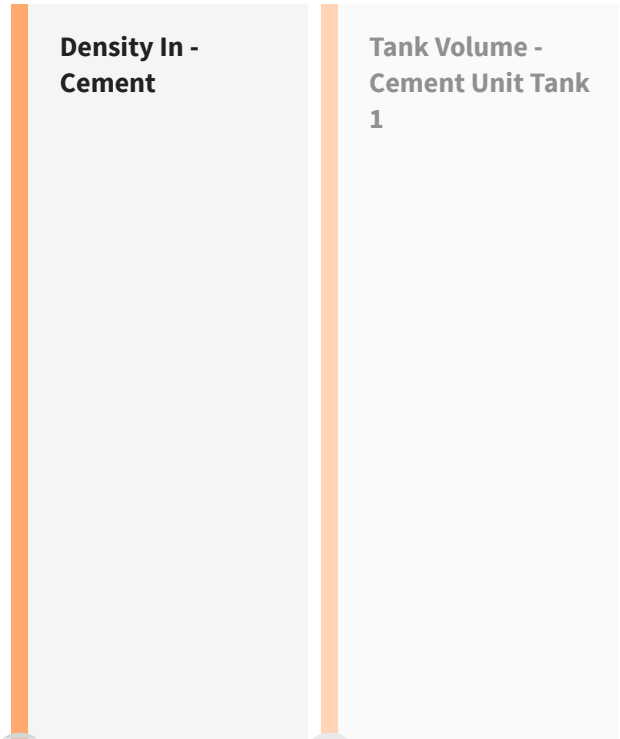 Density In -
Cement
Tank Volume -
Cement Unit Tank
1